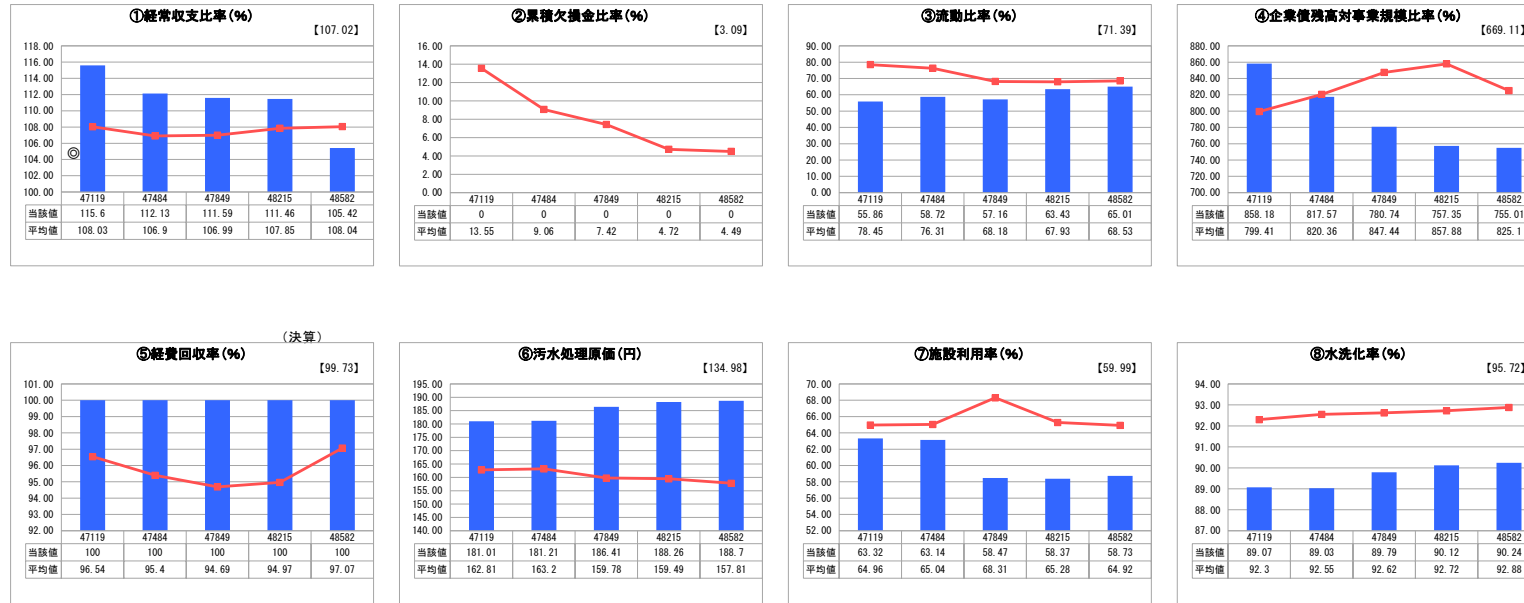 ①経常収支比率(%)
【107.02】
118.00
116.00
114.00
112.00
110.00
108.00
106.00
104.00
102.00
100.00
◎
47119 47484 47849 48215 48582
当該値 115.6 112.13 111.59 111.46 105.42
平均値 108.03 106.9 106.99 107.85 108.04
②累積欠損金比率(%)
【3.09】
16.00
14.00
12.00
10.00
8.00
6.00
4.00
2.00
0.00
47119 47484 47849 48215 48582
当該値 0 0 0 0 0
平均値 13.55 9.06 7.42 4.72 4.49
③流動比率(%)
【71.39】
90.00
80.00
70.00
60.00
50.00
40.00
30.00
20.00
10.00
0.00
47119 47484 47849 48215 48582
当該値 55.86 58.72 57.16 63.43 65.01
平均値 78.45 76.31 68.18 67.93 68.53
④企業債残高対事業規模比率(%)
【669.11】
880.00
860.00
840.00
820.00
800.00
780.00
760.00
740.00
720.00
700.00
47119 47484 47849 48215 48582
当該値 858.18 817.57 780.74 757.35 755.01
平均値 799.41 820.36 847.44 857.88 825.1
(決算)
⑤経費回収率(%)
【99.73】
101.00
100.00
99.00
98.00
97.00
96.00
95.00
94.00
93.00
92.00
47119 47484 47849 48215 48582
当該値 100 100 100 100 100
平均値 96.54 95.4 94.69 94.97 97.07
⑥汚水処理原価(円)
【134.98】
195.00
190.00
185.00
180.00
175.00
170.00
165.00
160.00
155.00
150.00
145.00
140.00
47119 47484 47849 48215 48582
当該値 181.01 181.21 186.41 188.26 188.7
平均値 162.81 163.2 159.78 159.49 157.81
⑦施設利用率(%)
【59.99】
70.00
68.00
66.00
64.00
62.00
60.00
58.00
56.00
54.00
52.00
47119 47484 47849 48215 48582
当該値 63.32 63.14 58.47 58.37 58.73
平均値 64.96 65.04 68.31 65.28 64.92
⑧水洗化率(%)
【95.72】
94.00
93.00
92.00
91.00
90.00
89.00
88.00
87.00
47119 47484 47849 48215 48582
当該値 89.07 89.03 89.79 90.12 90.24
平均値 92.3 92.55 92.62 92.72 92.88